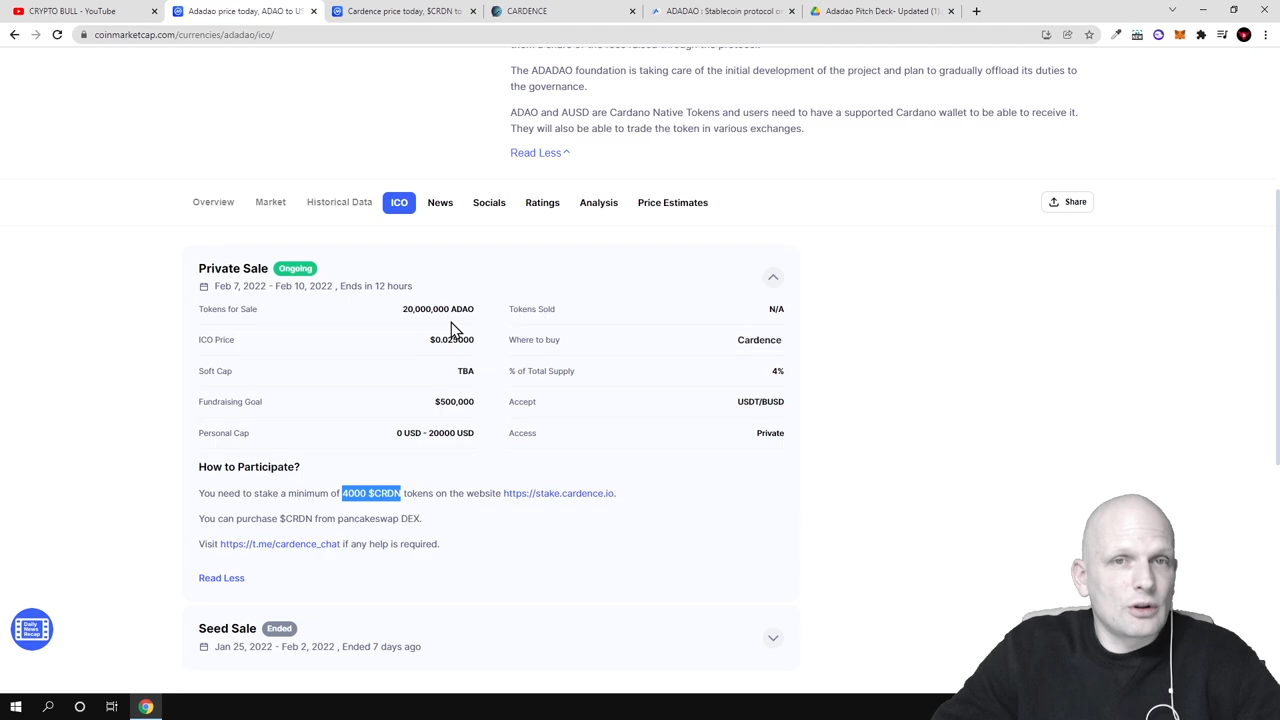 CRYPTO BULL - YouTube
Adadao price today, ADAO to US
Cardence price today, $CRDN to
CARDENCE
ADADAO : Stablecoin protocol o
Adadao Pitch Deck- Updated (1)
coinmarketcap.com/currencies/adadao/ico/
The ADADAO foundation is taking care of the initial development of the project and plan to gradually offload its duties to
the governance.
ADAO and AUSD are Cardano Native Tokens and users need to have a supported Cardano wallet to be able to receive it.
They will also be able to trade the token in various exchanges.
Read Less
Overview Market Historical Data ICO News Socials Ratings Analysis Price Estimates Share
Private Sale Ongoing
Feb 7, 2022 - Feb 10, 2022 , Ends in 12 hours
Tokens for Sale 20,000,000 ADAO Tokens Sold N/A
ICO Price Where to buy Cardence
Soft Cap TBA % of Total Supply 4%
Fundraising Goal $500,000 Accept USDT/BUSD
Personal Cap 0 USD - 20000 USD Access Private
How to Participate?
You need to stake a minimum of 4000 $CRDN tokens on the website https://stake.cardence.io.
You can purchase $CRDN from pancakeswap DEX.
Visit https://t.me/cardence_chat if any help is required.
Read Less
Seed Sale Ended
Jan 25, 2022 - Feb 2, 2022 , Ended 7 days ago
Daily
News
Recap